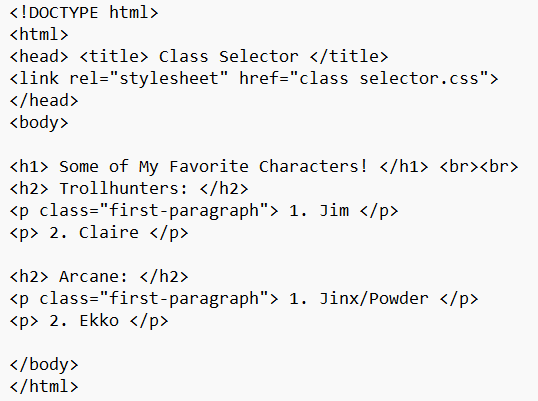 <!DOCTYPE html>
<html>
<head> <title> Class Selector </title>
<link rel="stylesheet" href="class selector.css">
</head>
<body>
<h1> Some of My Favorite Characters! </h1> <br><br>
<h2> Trollhunters: </h2>
<p class="first-paragraph"> 1. Jim </p>
<p> 2. Claire </p>
<h2> Arcane: </h2>
<p class="first-paragraph"> 1. Jinx/Powder </p>
<p> 2. Ekko </p>
</body>
</html>